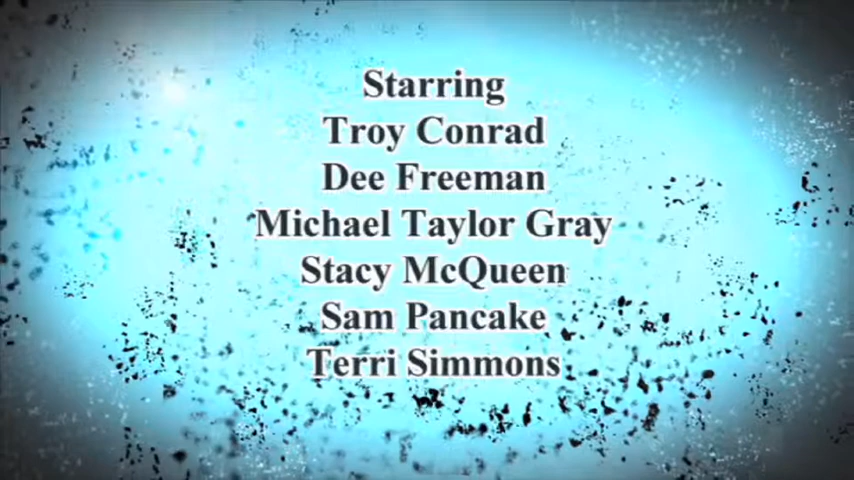 Starring
Troy Conrad
Dee Freeman
Michael Taylor Gray
Stacy McQueen
Sam Pancake
Terri Simmons